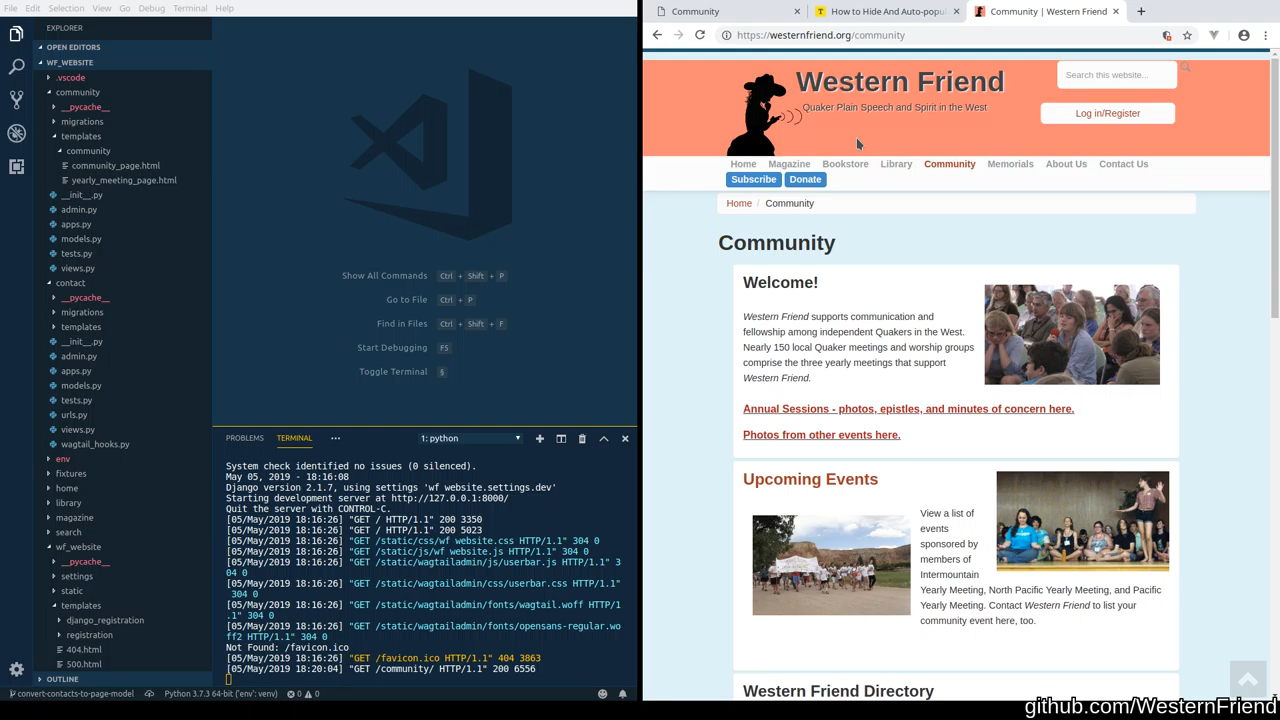 File Edit Selection View Go Debug Terminal Help
EXPLORER
OPEN EDITORS
WF_WEBSITE
.vscode
community
__pycache__
migrations
templates
community
community_page.html
yearly_meeting_page.html
__init__.py
admin.py
apps.py
models.py
tests.py
views.py
contact
__pycache__
migrations
templates
__init__.py
admin.py
apps.py
models.py
tests.py
urls.py
views.py
wagtail_hooks.py
env
fixtures
home
library
magazine
search
wf_website
__pycache__
settings
static
templates
django_registration
registration
404.html
500.html
OUTLINE
Show All Commands Ctrl + Shift + P
Go to File Ctrl + P
Find in Files Ctrl + Shift + F
Start Debugging F5
Toggle Terminal §
PROBLEMS TERMINAL ··· 1: python
System check identified no issues (0 silenced).
May 05, 2019 - 18:16:08
Django version 2.1.7, using settings 'wf_website.settings.dev'
Starting development server at http://127.0.0.1:8000/
Quit the server with CONTROL-C.
[05/May/2019 18:16:26] "GET / HTTP/1.1" 200 3350
[05/May/2019 18:16:26] "GET / HTTP/1.1" 200 5023
[05/May/2019 18:16:26] "GET /static/css/wf_website.css HTTP/1.1" 304 0
[05/May/2019 18:16:26] "GET /static/js/wf_website.js HTTP/1.1" 304 0
[05/May/2019 18:16:26] "GET /static/wagtailadmin/js/userbar.js HTTP/1.1" 3
04 0
[05/May/2019 18:16:26] "GET /static/wagtailadmin/css/userbar.css HTTP/1.1"
304 0
[05/May/2019 18:16:26] "GET /static/wagtailadmin/fonts/wagtail.woff HTTP/1
.1" 304 0
[05/May/2019 18:16:26] "GET /static/wagtailadmin/fonts/opensans-regular.wo
ff2 HTTP/1.1" 304 0
Not Found: /favicon.ico
[05/May/2019 18:16:26] "GET /favicon.ico HTTP/1.1" 404 3863
[05/May/2019 18:20:04] "GET /community/ HTTP/1.1" 200 6556
convert-contacts-to-page-model Python 3.7.3 64-bit ('env': venv) 0 0
Community × How to Hide And Auto-popul × Community | Western Friend ×
https://westernfriend.org/community
Western Friend
Quaker Plain Speech and Spirit in the West
Search this website...
Log in/Register
Home Magazine Bookstore Library Community Memorials About Us Contact Us
Subscribe Donate
Home / Community
Community
Welcome!
Western Friend supports communication and
fellowship among independent Quakers in the West.
Nearly 150 local Quaker meetings and worship groups
comprise the three yearly meetings that support
Western Friend.
Annual Sessions - photos, epistles, and minutes of concern here.
Photos from other events here.
Upcoming Events
View a list of
events
sponsored by
members of
Intermountain
Yearly Meeting, North Pacific Yearly Meeting, and Pacific
Yearly Meeting. Contact Western Friend to list your
community event here, too.
Western Friend Directory
github.com/WesternFriend